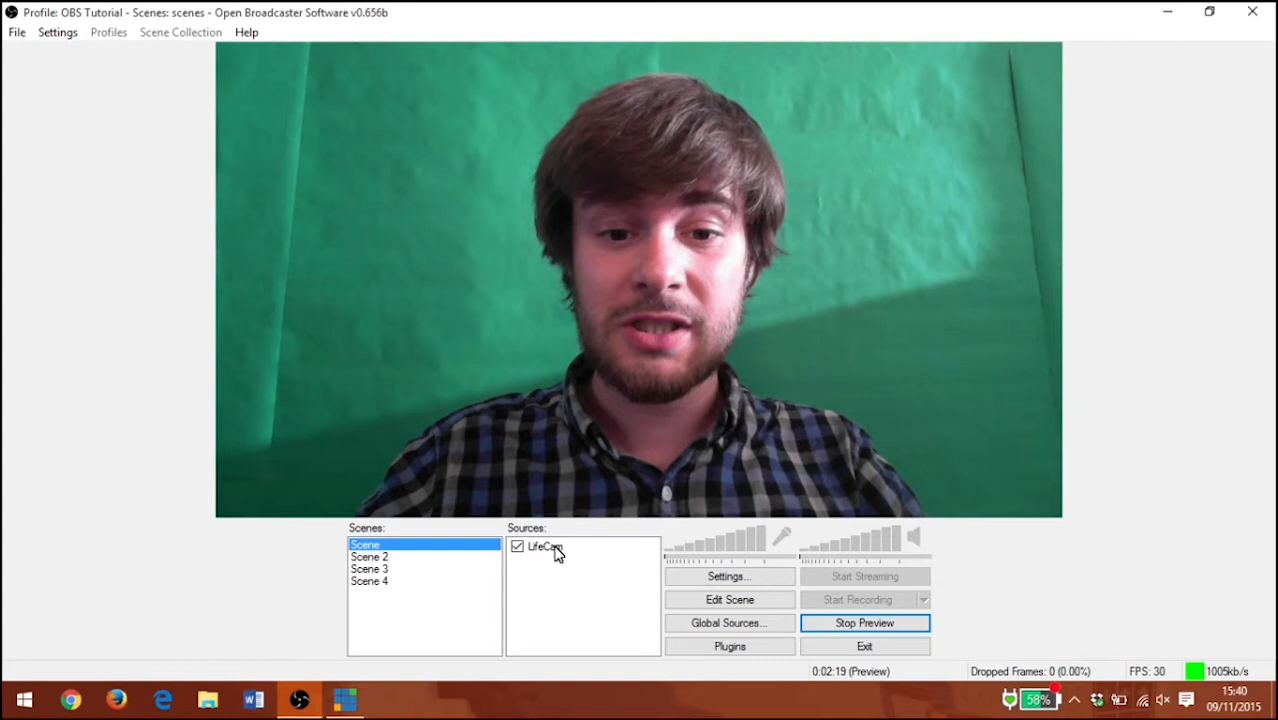 Profile: OBS Tutorial - Scenes: scenes - Open Broadcaster Software v0.656b
File Settings Profiles Scene Collection Help
Scenes: Sources:
Scene
Scene 2
Scene 3
Scene 4
LifeCam
Settings... Start Streaming
Edit Scene Start Recording
Global Sources... Stop Preview
Plugins Exit
0:02:19 (Preview) Dropped Frames: 0 (0.00%) FPS: 30 1005kb/s
58% 15:40
09/11/2015